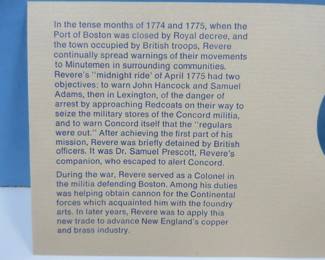 In the tense months of 1774 and 1775, when the
Port of Boston was closed by Royal decree, and
the town occupied by British troops, Revere
continually spread warnings of their movements
to Minutemen in surrounding communities.
Revere's "midnight ride' of April 1775 had two
objectives: to warn John Hancock and Samuel
Adams, then in Lexington, of the danger of
arrest by approaching Redcoats on their way to
seize the military stores of the Concord militia,
and to warn Concord itself that the "regulars
were out." After achieving the first part of his
mission, Revere was briefly detained by British
officers. It was Dr. Samuel Prescott, Revere's
companion, who escaped to alert Concord.
During the war, Revere served as a Colonel in
the militia defending Boston. Among his duties
was helping obtain cannon for the Continental
forces which acquainted him with the foundry
arts. In later years, Revere was to apply this
new trade to advance New England's copper
and brass industry.